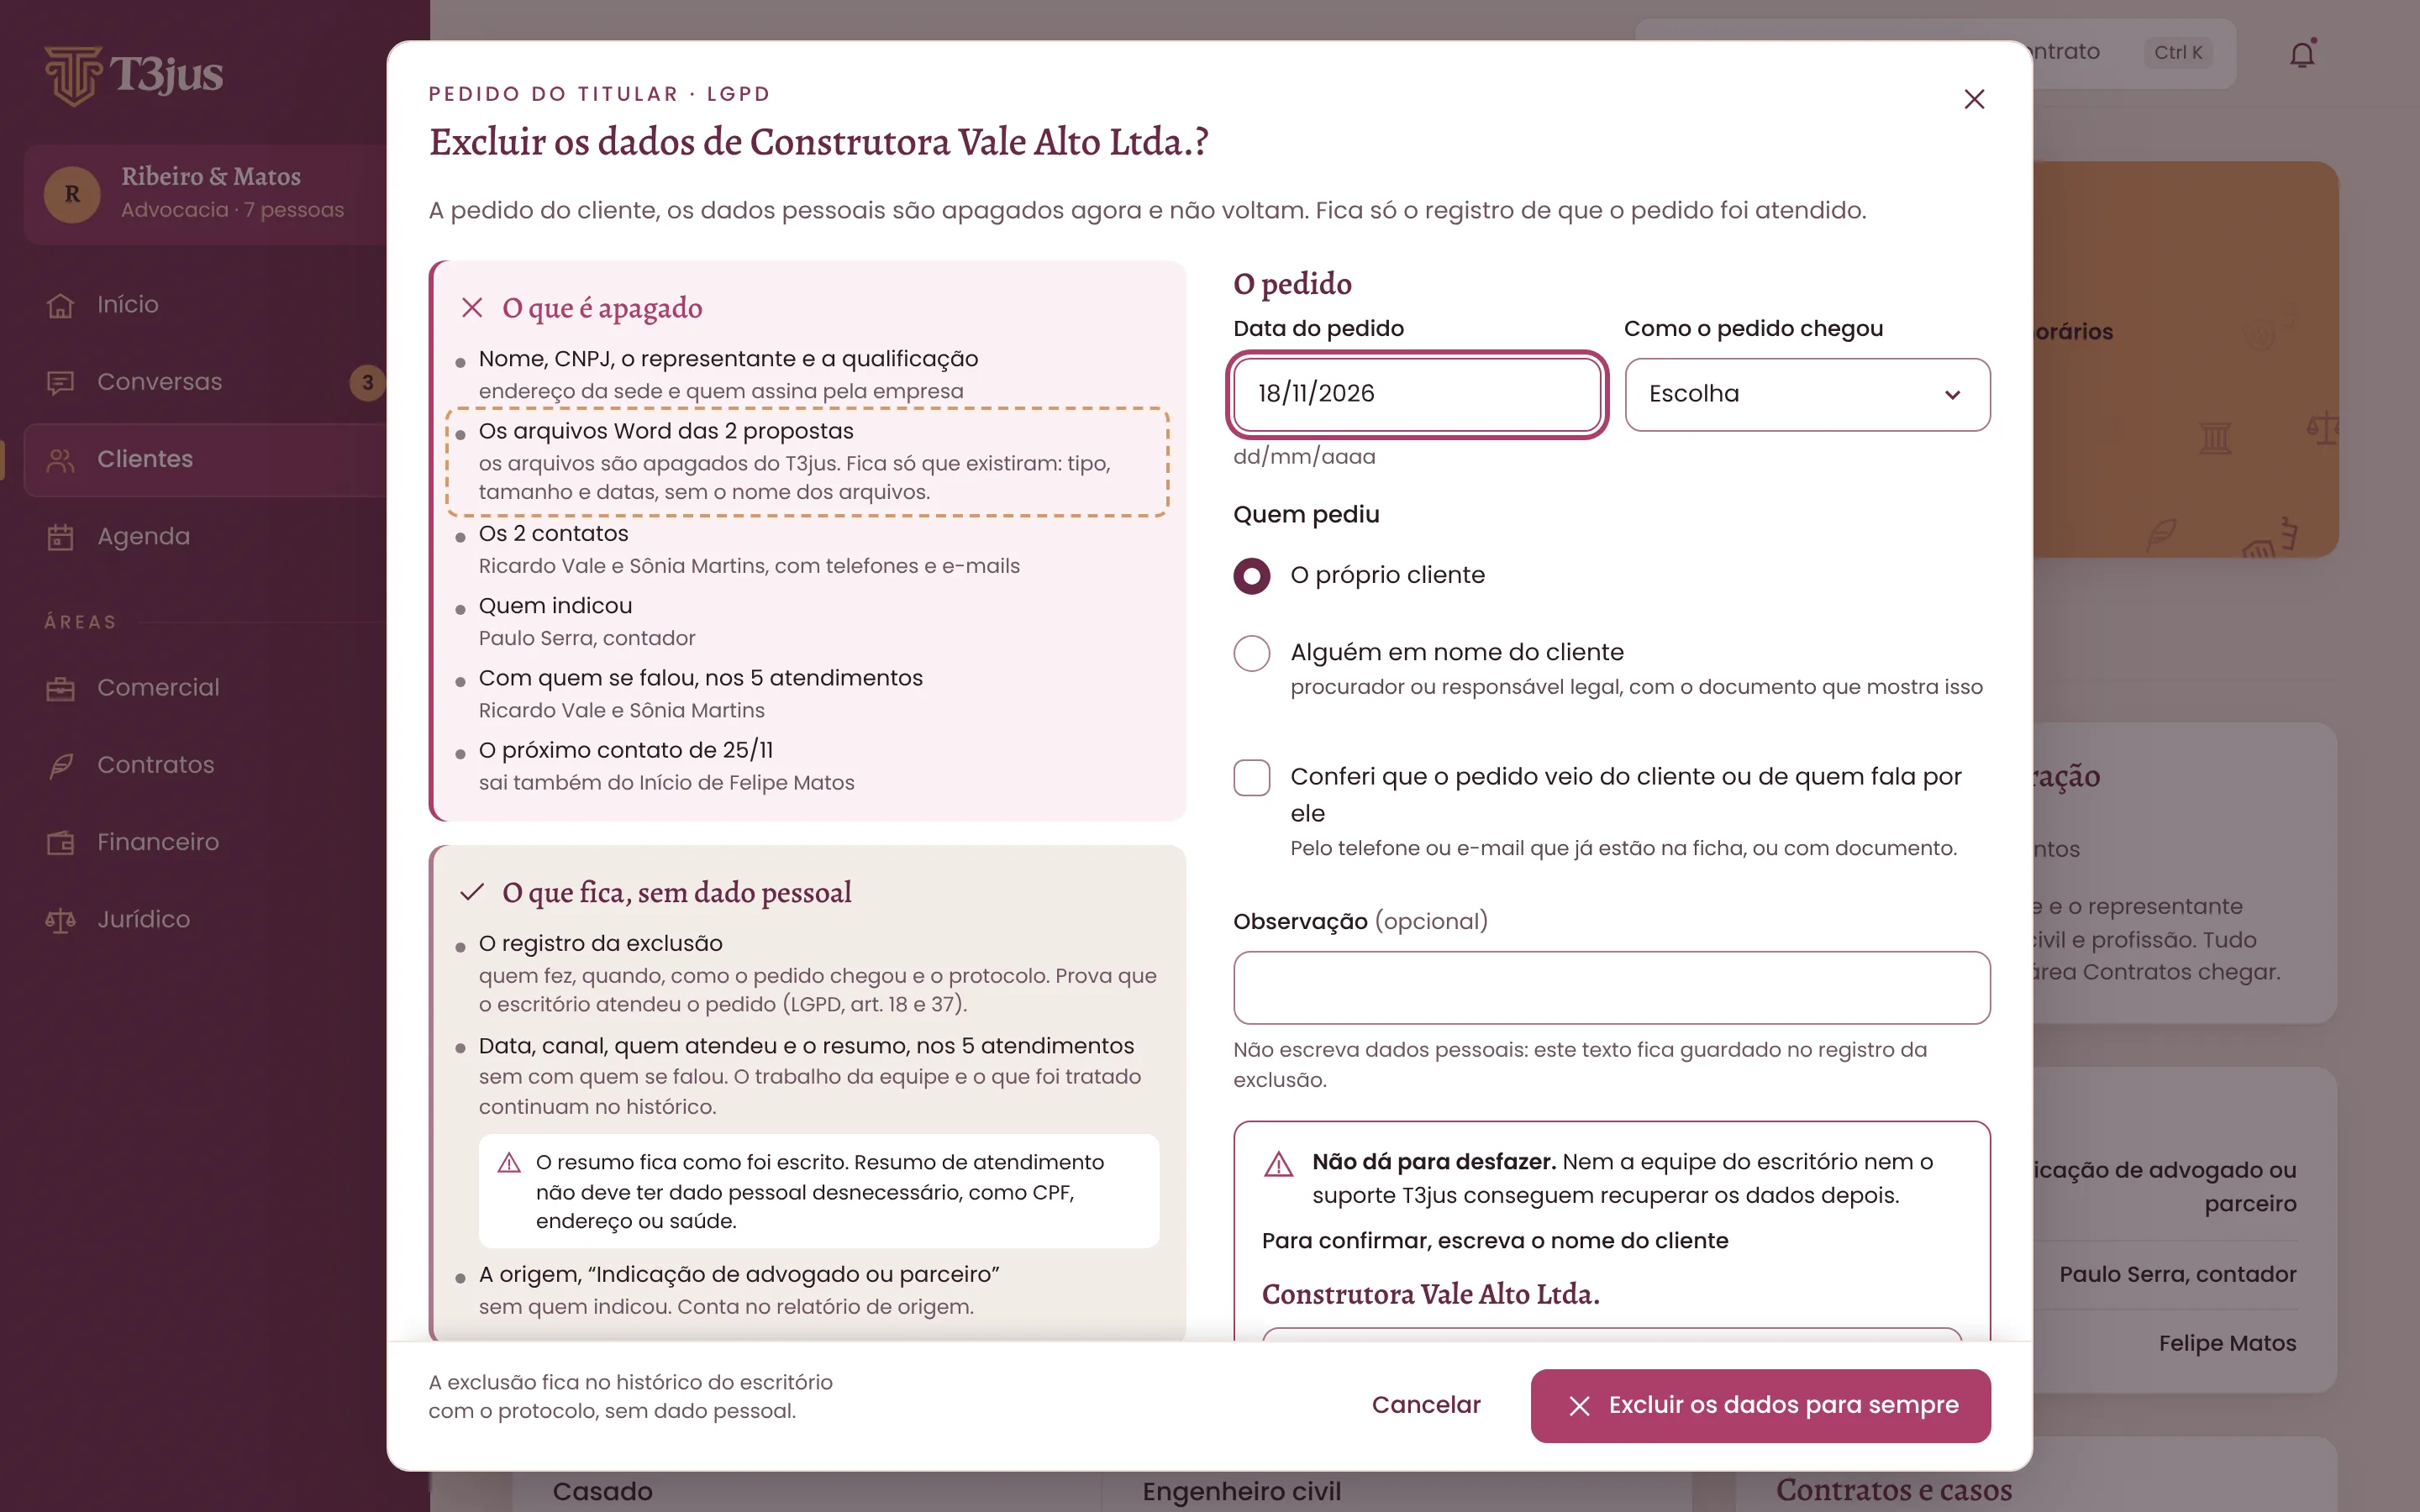 T3jus
R
Ribeiro & Matos
Advocacia · 7 pessoas
Início
Conversas
3
Clientes
Agenda
ÁREAS
Comercial
Contratos
Financeiro
Jurídico
PEDIDO DO TITULAR · LGPD
Excluir os dados de Construtora Vale Alto Ltda.?
A pedido do cliente, os dados pessoais são apagados agora e não voltam. Fica só o registro de que o pedido foi atendido.
O que é apagado
Nome, CNPJ, o representante e a qualificação
endereço da sede e quem assina pela empresa
Os arquivos Word das 2 propostas
os arquivos são apagados do T3jus. Fica só que existiram: tipo,
tamanho e datas, sem o nome dos arquivos.
Os 2 contatos
Ricardo Vale e Sônia Martins, com telefones e e-mails
Quem indicou
Paulo Serra, contador
Com quem se falou, nos 5 atendimentos
Ricardo Vale e Sônia Martins
O próximo contato de 25/11
sai também do Início de Felipe Matos
O que fica, sem dado pessoal
O registro da exclusão
quem fez, quando, como o pedido chegou e o protocolo. Prova que
o escritório atendeu o pedido (LGPD, art. 18 e 37).
Data, canal, quem atendeu e o resumo, nos 5 atendimentos
sem com quem se falou. O trabalho da equipe e o que foi tratado
continuam no histórico.
O resumo fica como foi escrito. Resumo de atendimento
não deve ter dado pessoal desnecessário, como CPF,
endereço ou saúde.
A origem, “Indicação de advogado ou parceiro”
sem quem indicou. Conta no relatório de origem.
O pedido
Data do pedido
18/11/2026
dd/mm/aaaa
Como o pedido chegou
Escolha
Quem pediu
O próprio cliente
Alguém em nome do cliente
procurador ou responsável legal, com o documento que mostra isso
Conferi que o pedido veio do cliente ou de quem fala por
ele
Pelo telefone ou e-mail que já estão na ficha, ou com documento.
Observação (opcional)
Não escreva dados pessoais: este texto fica guardado no registro da
exclusão.
Não dá para desfazer. Nem a equipe do escritório nem o
suporte T3jus conseguem recuperar os dados depois.
Para confirmar, escreva o nome do cliente
Construtora Vale Alto Ltda.
A exclusão fica no histórico do escritório
com o protocolo, sem dado pessoal.
Cancelar
Excluir os dados para sempre
ontrato
Ctrl K
orários
ração
ntos
e e o representante
civil e profissão. Tudo
área Contratos chegar.
icação de advogado ou
parceiro
Paulo Serra, contador
Felipe Matos
Casado
Engenheiro civil
Contratos e casos